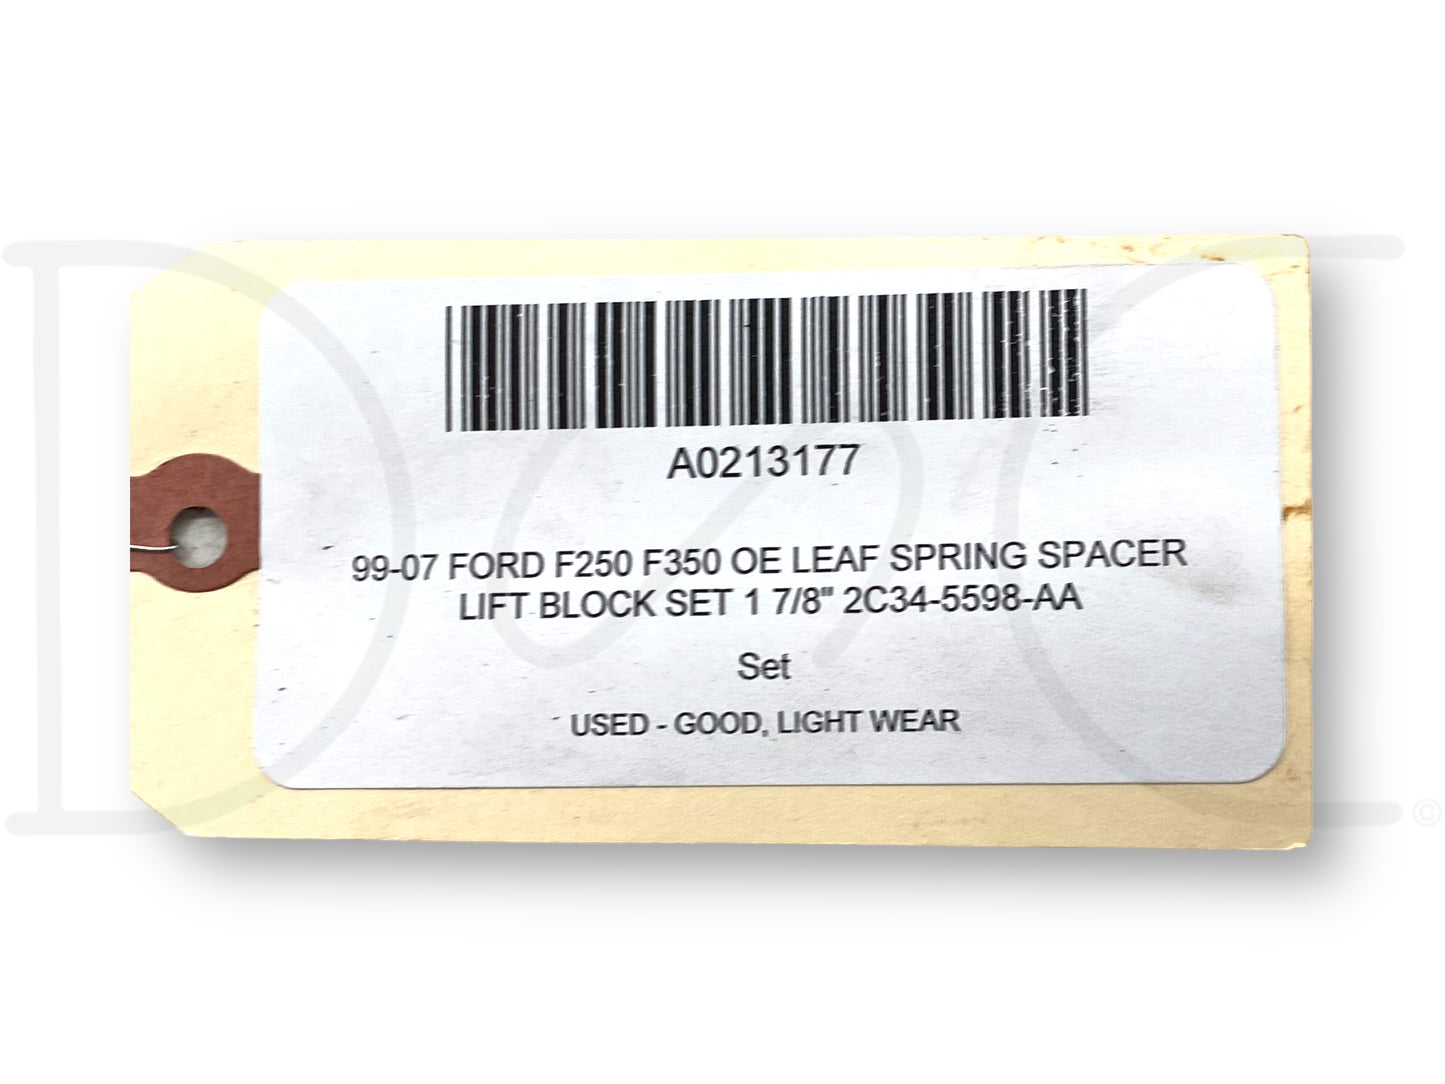 A0213177
99-07 FORD F250 F350 OE LEAF SPRING SPACER
LIFT BLOCK SET 1 7/8" 2C34-5598-AA
Set
USED - GOOD, LIGHT WEAR
©